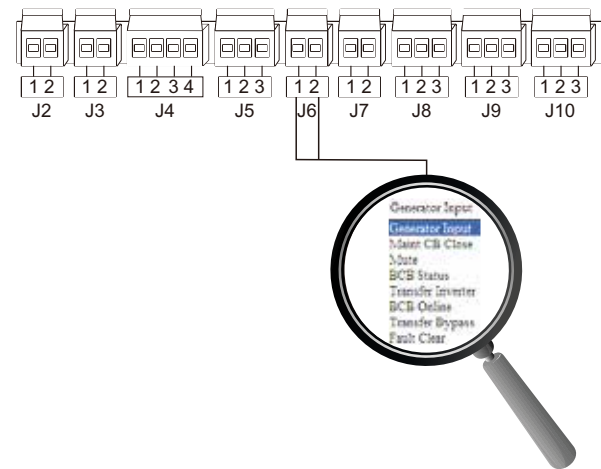 1 2
1 2
1 2 3 4
1 2 3
1 2
1 2
1 2 3
1 2 3
1 2 3
J2
J3
J4
J5
J6
J7
J8
J9
J10
Generator Input
Generator Input
Maint CB Close
Mute
BCB Status
Transfer Inverter
BCB Online
Transfer Bypass
Fault Clear